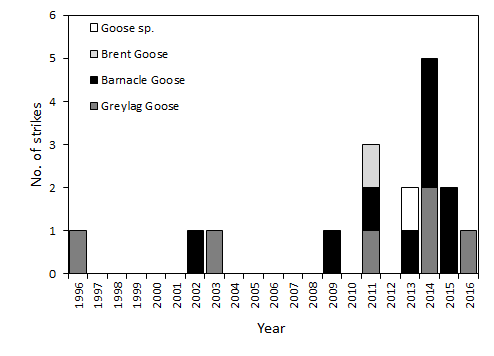 6
5
4
3
2
1
0
No. of strikes
Goose sp.
Brent Goose
Barnacle Goose
Greylag Goose
1996 1997 1998 1999 2000 2001 2002 2003 2004 2005 2006 2007 2008 2009 2010 2011 2012 2013 2014 2015 2016
Year